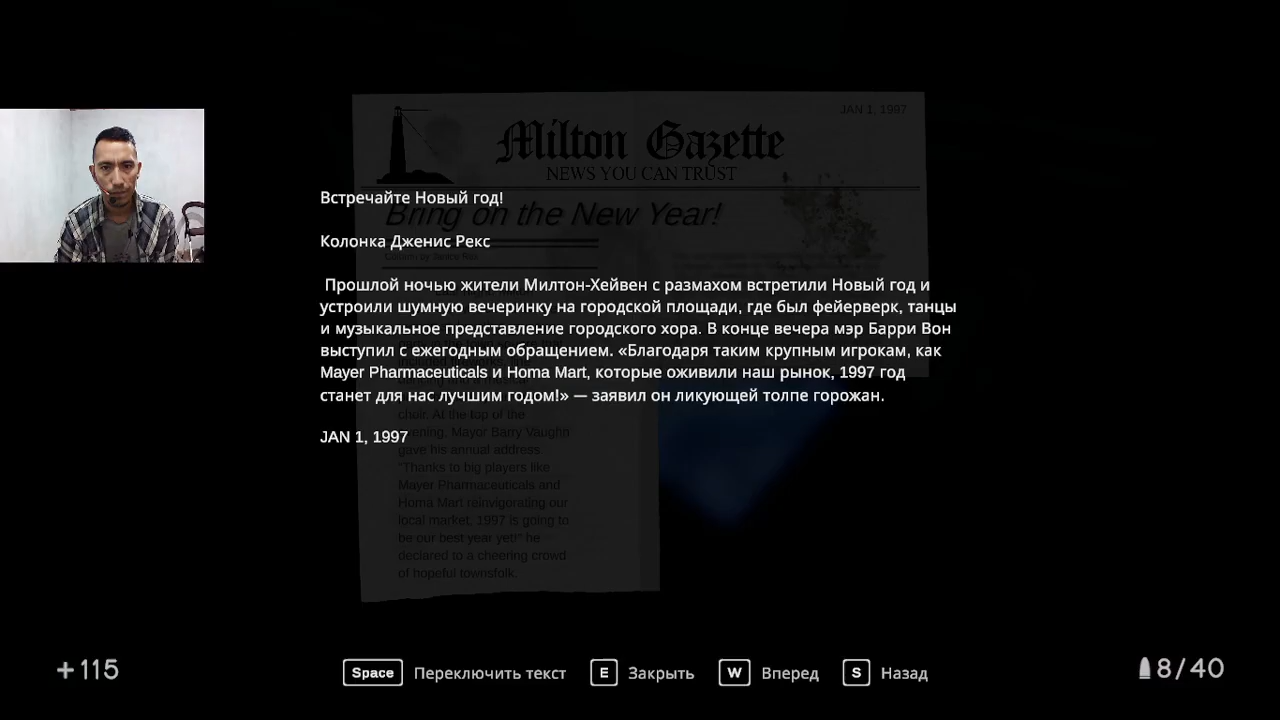 JAN 1, 1997
Milton Gazette
NEWS YOU CAN TRUST
Встречайте Новый год!
Bring on the New Year!
Колонка Дженис Рекс
Column by Janice Rex
Прошлой ночью жители Милтон-Хейвен с размахом встретили Новый год и
устроили шумную вечеринку на городской площади, где был фейерверк, танцы
и музыкальное представление городского хора. В конце вечера мэр Барри Вон
выступил с ежегодным обращением. «Благодаря таким крупным игрокам, как
Mayer Pharmaceuticals и Homa Mart, которые оживили наш рынок, 1997 год
станет для нас лучшим годом!» — заявил он ликующей толпе горожан.
JAN 1, 1997
chair. At the top of the
evening, Mayor Barry Vaughn
gave his annual address.
"Thanks to big players like
Mayer Pharmaceuticals and
Homa Mart reinvigorating our
local market, 1997 is going to
be our best year yet!" he
declared to a cheering crowd
of hopeful townsfolk.
+115
Space Переключить текст E Закрыть W Вперед S Назад
8/40